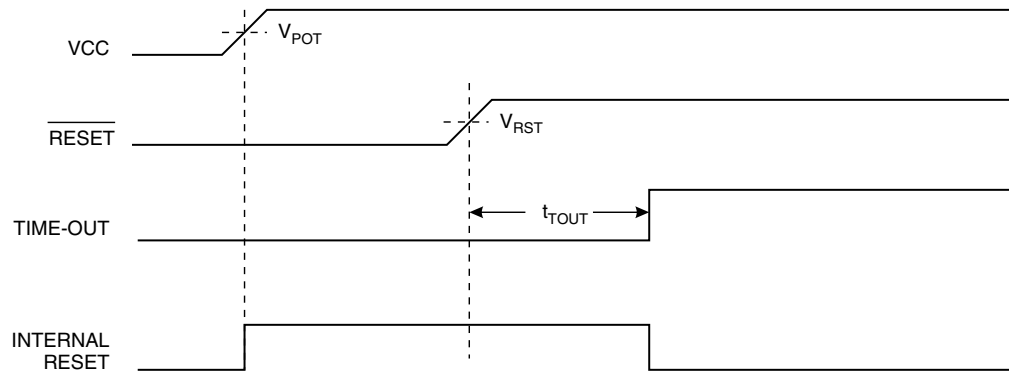 VCC
VPOT
RESET
VRST
TIME-OUT
tTOUT
INTERNAL
RESET